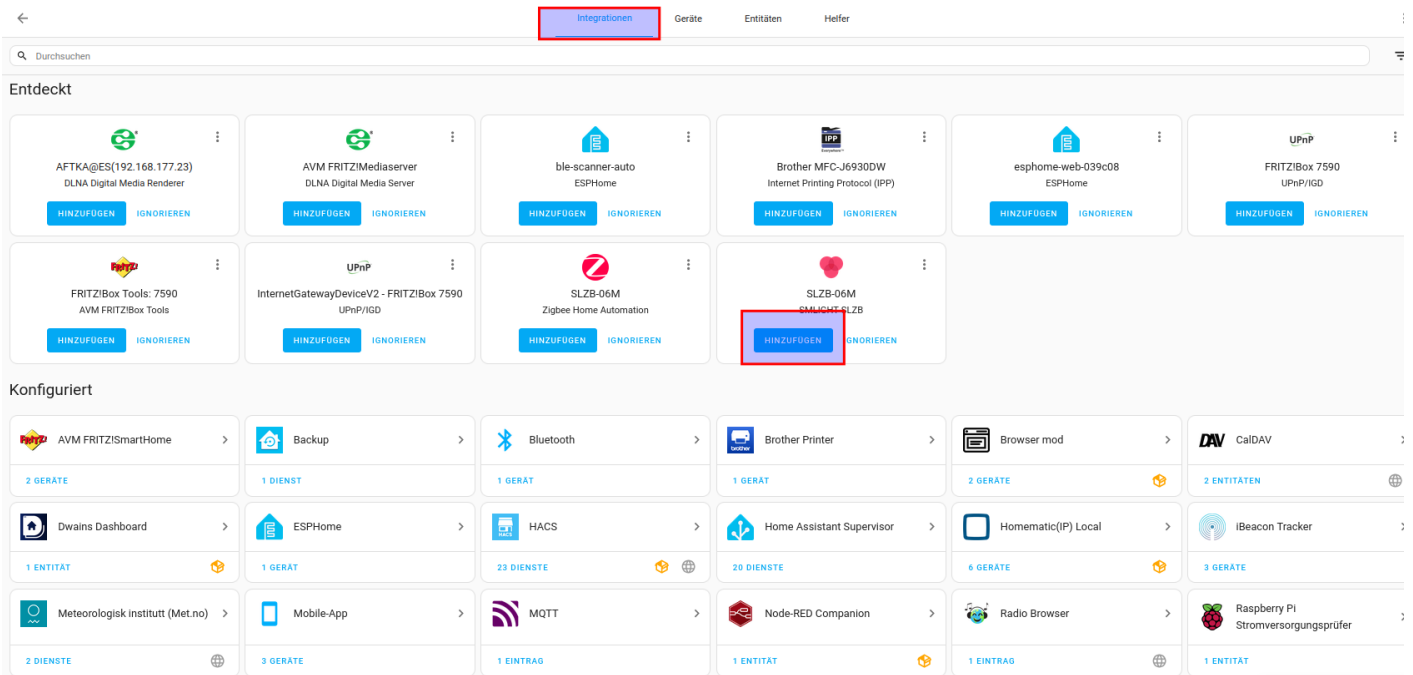 Integrationen Geräte Entitäten Helfer
Durchsuchen
Entdeckt
AFTKA@ES(192.168.177.23)
DLNA Digital Media Renderer
HINZUFÜGEN IGNORIEREN
AVM FRITZ!Mediaserver
DLNA Digital Media Server
HINZUFÜGEN IGNORIEREN
ble-scanner-auto
ESPHome
HINZUFÜGEN IGNORIEREN
IPP
Brother MFC-J6930DW
Internet Printing Protocol (IPP)
HINZUFÜGEN IGNORIEREN
esphome-web-039c08
ESPHome
HINZUFÜGEN IGNORIEREN
UPnP
FRITZ!Box 7590
UPnP/IGD
HINZUFÜGEN IGNORIEREN
FRITZ!
FRITZ!Box Tools: 7590
AVM FRITZ!Box Tools
HINZUFÜGEN IGNORIEREN
UPnP
InternetGatewayDeviceV2 - FRITZ!Box 7590
UPnP/IGD
HINZUFÜGEN IGNORIEREN
SLZB-06M
Zigbee Home Automation
HINZUFÜGEN IGNORIEREN
SLZB-06M
SMLIGHT SLZB
HINZUFÜGEN IGNORIEREN
Konfiguriert
FRITZ!
AVM FRITZ!SmartHome
2 GERÄTE
Backup
1 DIENST
Bluetooth
1 GERÄT
brother
Brother Printer
1 GERÄT
Browser mod
2 GERÄTE
DAV
CalDAV
2 ENTITÄTEN
Dwains Dashboard
1 ENTITÄT
ESPHome
1 GERÄT
HACS
HACS
23 DIENSTE
Home Assistant Supervisor
20 DIENSTE
Homematic(IP) Local
6 GERÄTE
iBeacon Tracker
3 GERÄTE
Meteorologisk institutt (Met.no)
2 DIENSTE
Mobile-App
3 GERÄTE
MQTT
1 EINTRAG
Node-RED Companion
1 ENTITÄT
Radio Browser
1 EINTRAG
Raspberry Pi
Stromversorgungsprüfer
1 ENTITÄT